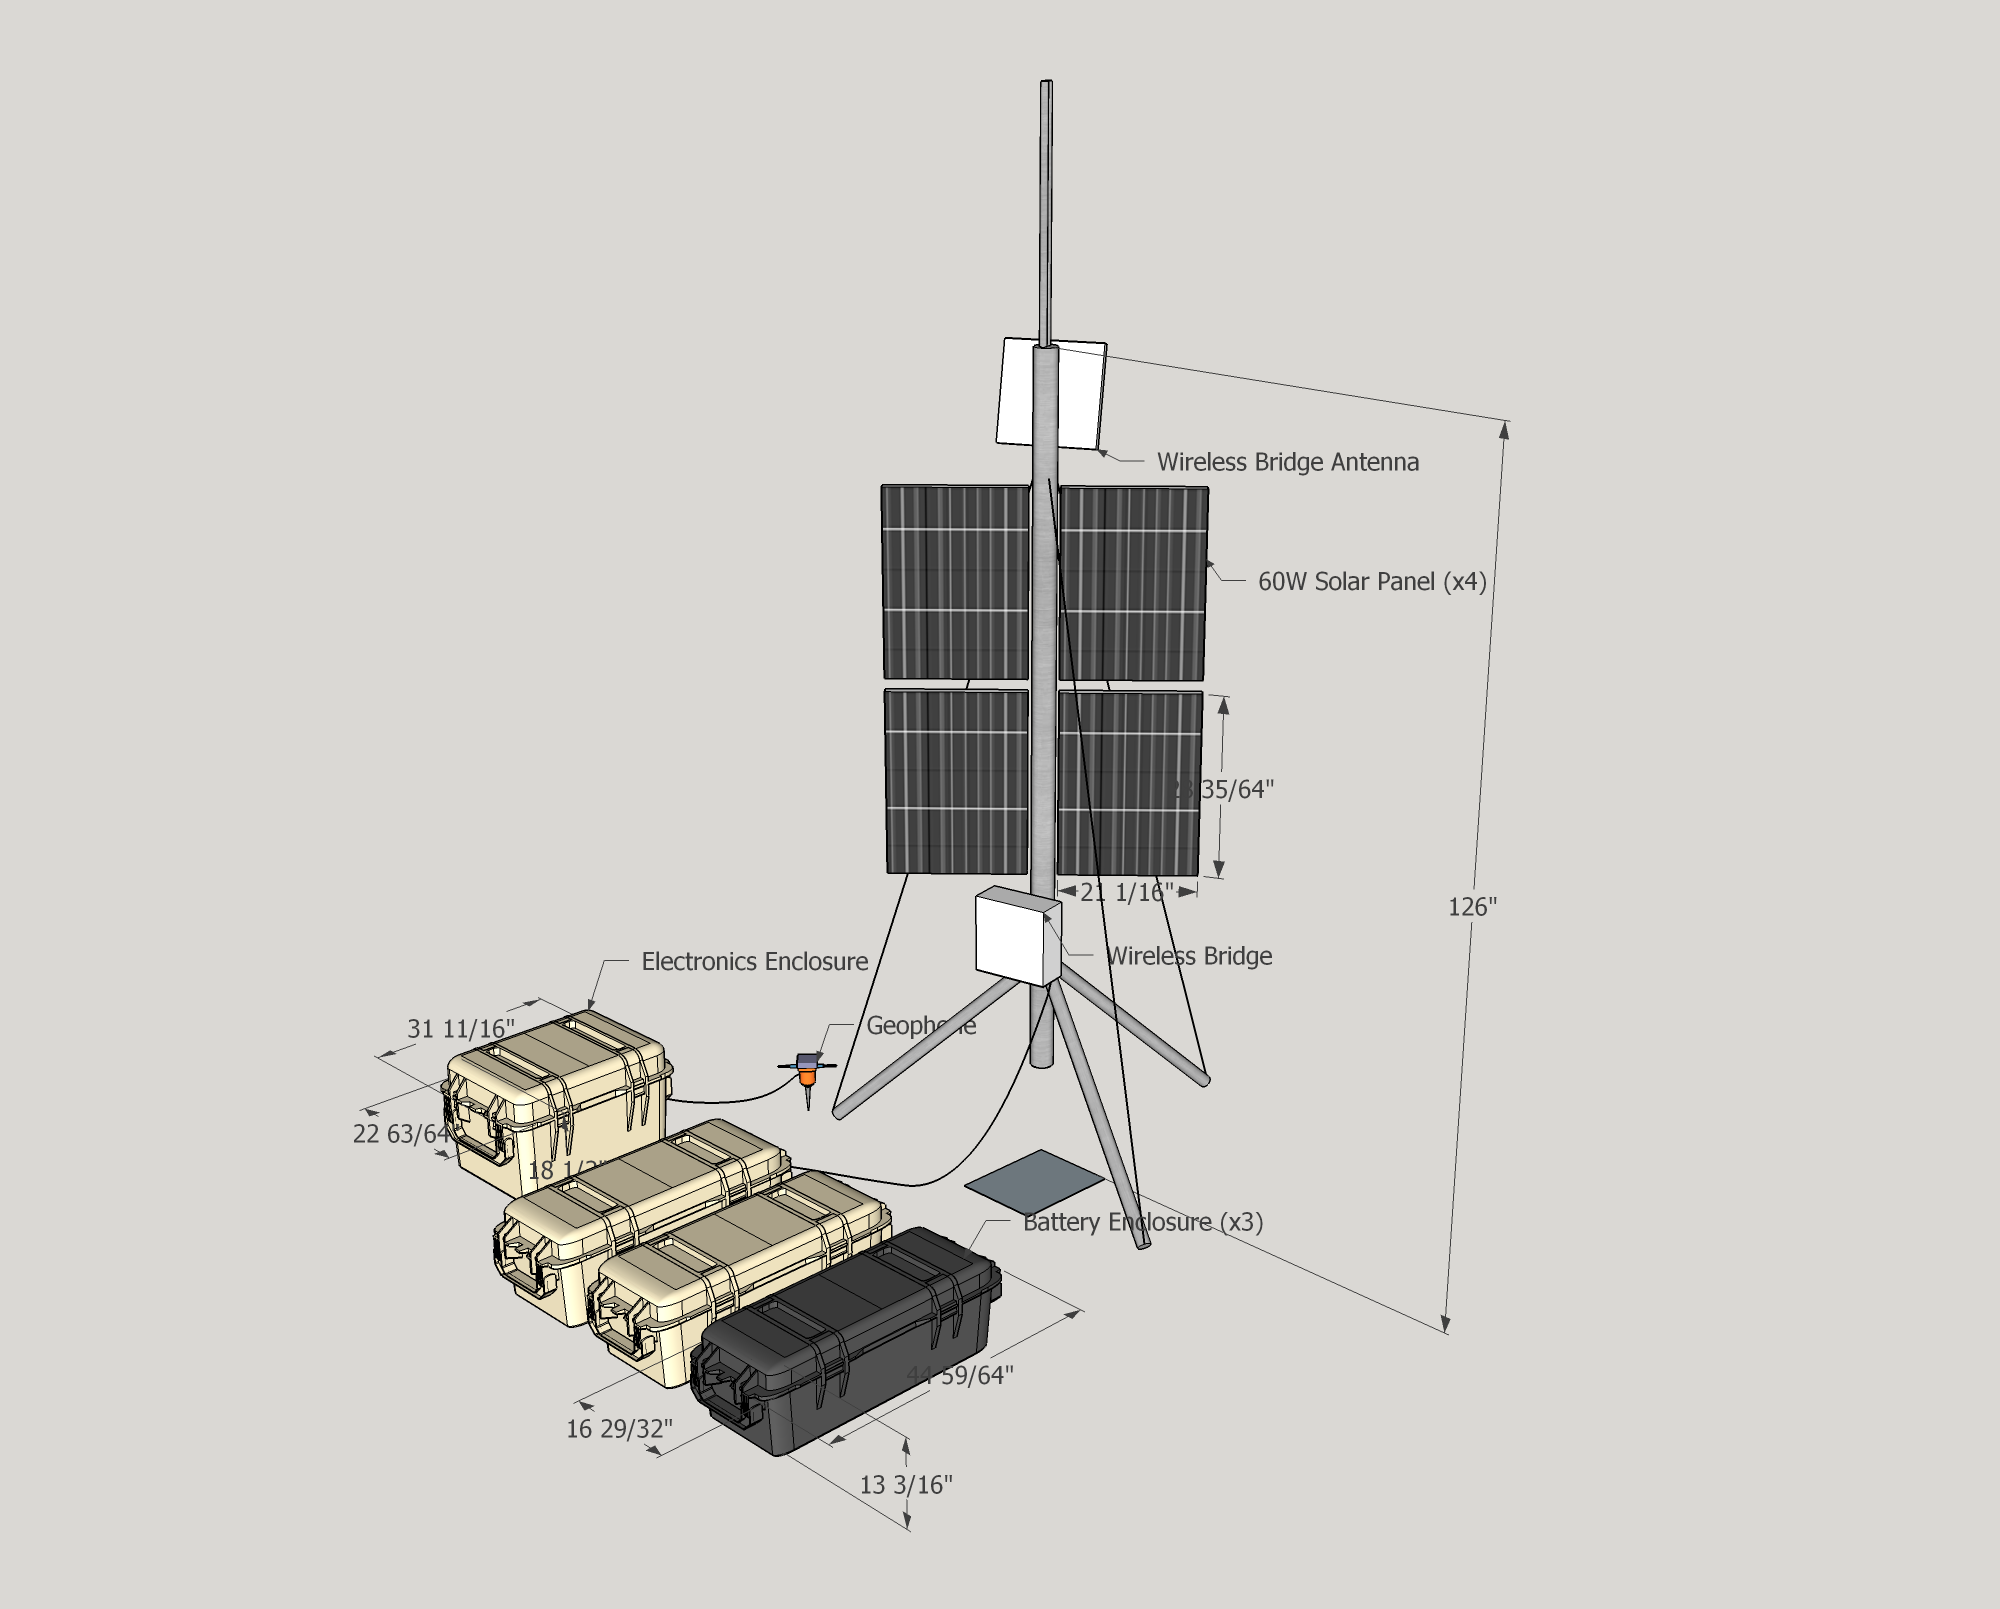 Wireless Bridge Antenna
60W Solar Panel (x4)
35/64"
21 1/16"
126"
Wireless Bridge
Electronics Enclosure
31 11/16"
Geophone
22 63/64
18 1/2"
Battery Enclosure (x3)
44 59/64"
16 29/32"
13 3/16"